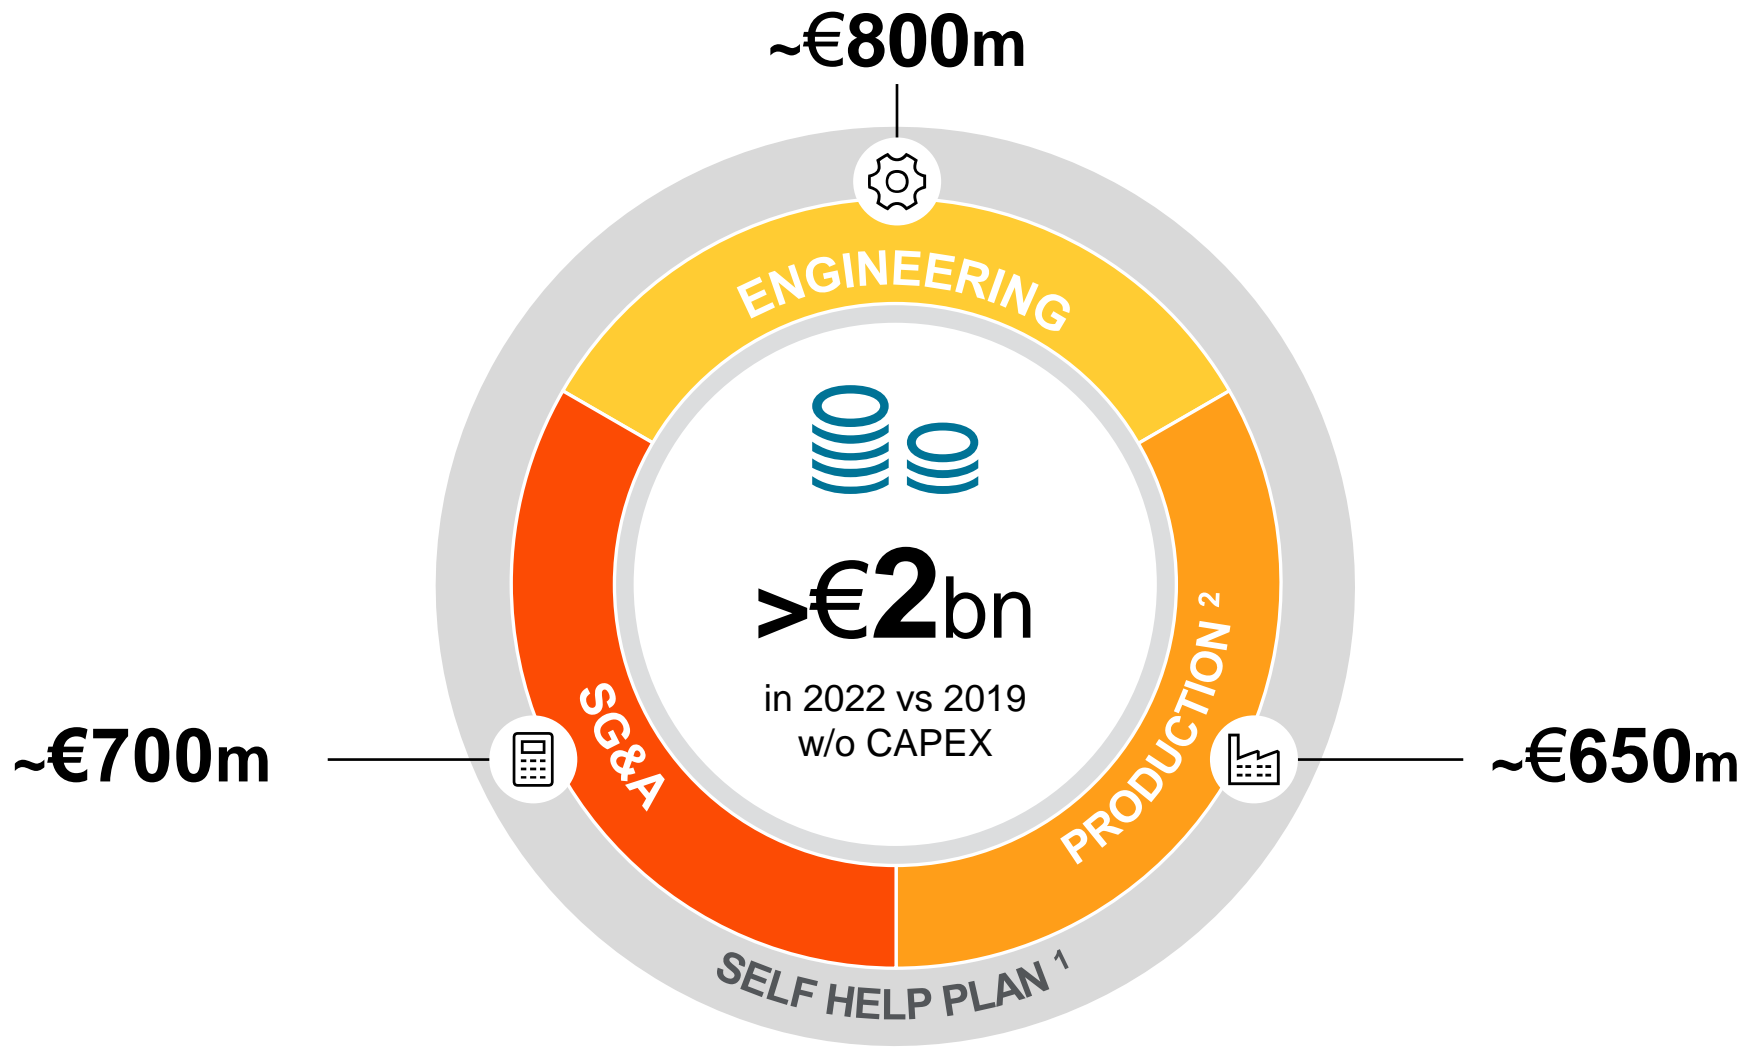 ~€800m
ENGINEERING
>€2bn
in 2022 vs 2019
w/o CAPEX
SG&A
PRODUCTION ²
~€700m
~€650m
SELF HELP PLAN ¹